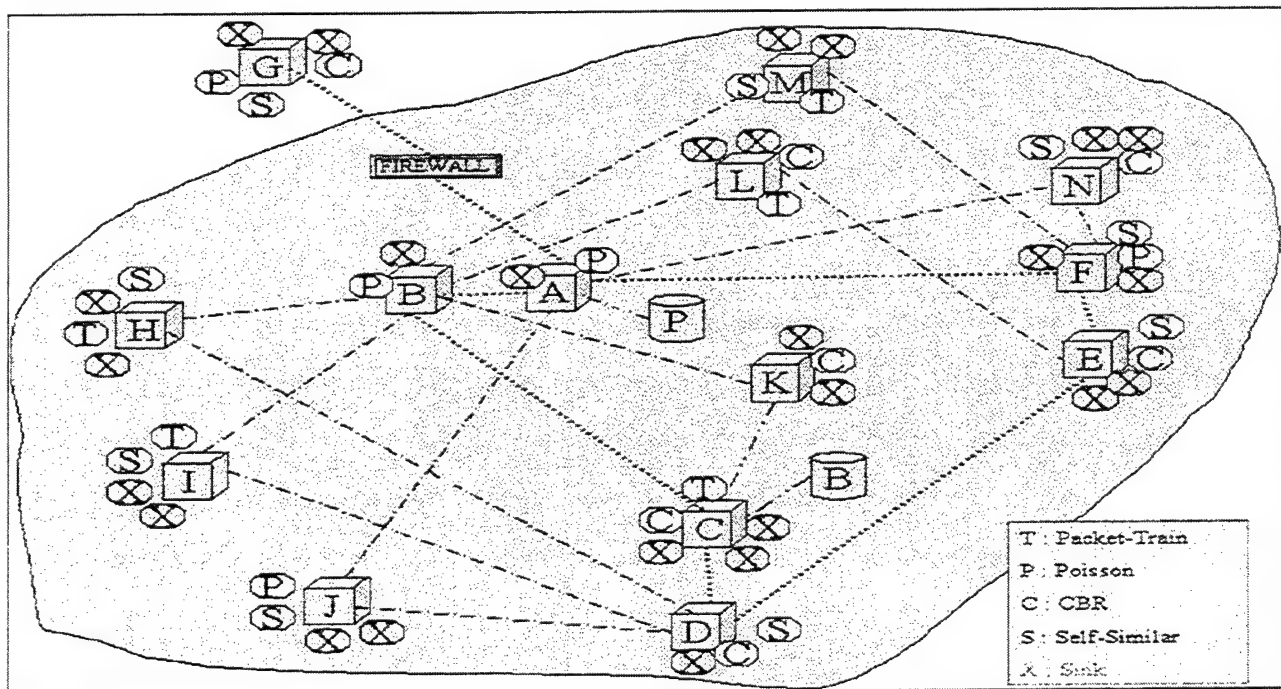 X
X
G
P
C
S
X
X
M
S
T
FIREWALL
X
X
L
C
T
S
X
X
N
C
X
P
B
X
P
A
S
X
P
F
X
P
S
X
T
H
X
S
E
C
X
X
X
K
C
X
T
S
I
X
X
B
T
C
C
X
X
X
P
S
J
X
X
D
S
C
X
T : Packet-Train
P : Poisson
C : CBR
S : Self-Similar
X : Sink